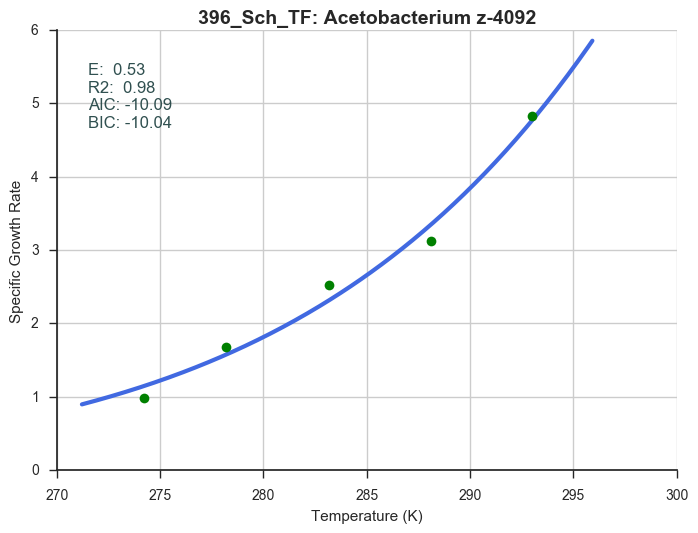 396_Sch_TF: Acetobacterium z-4092
E:  0.53
R2:  0.98
AIC: -10.09
BIC: -10.04
Specific Growth Rate
6
5
4
3
2
1
0
270 275 280 285 290 295 300
Temperature (K)